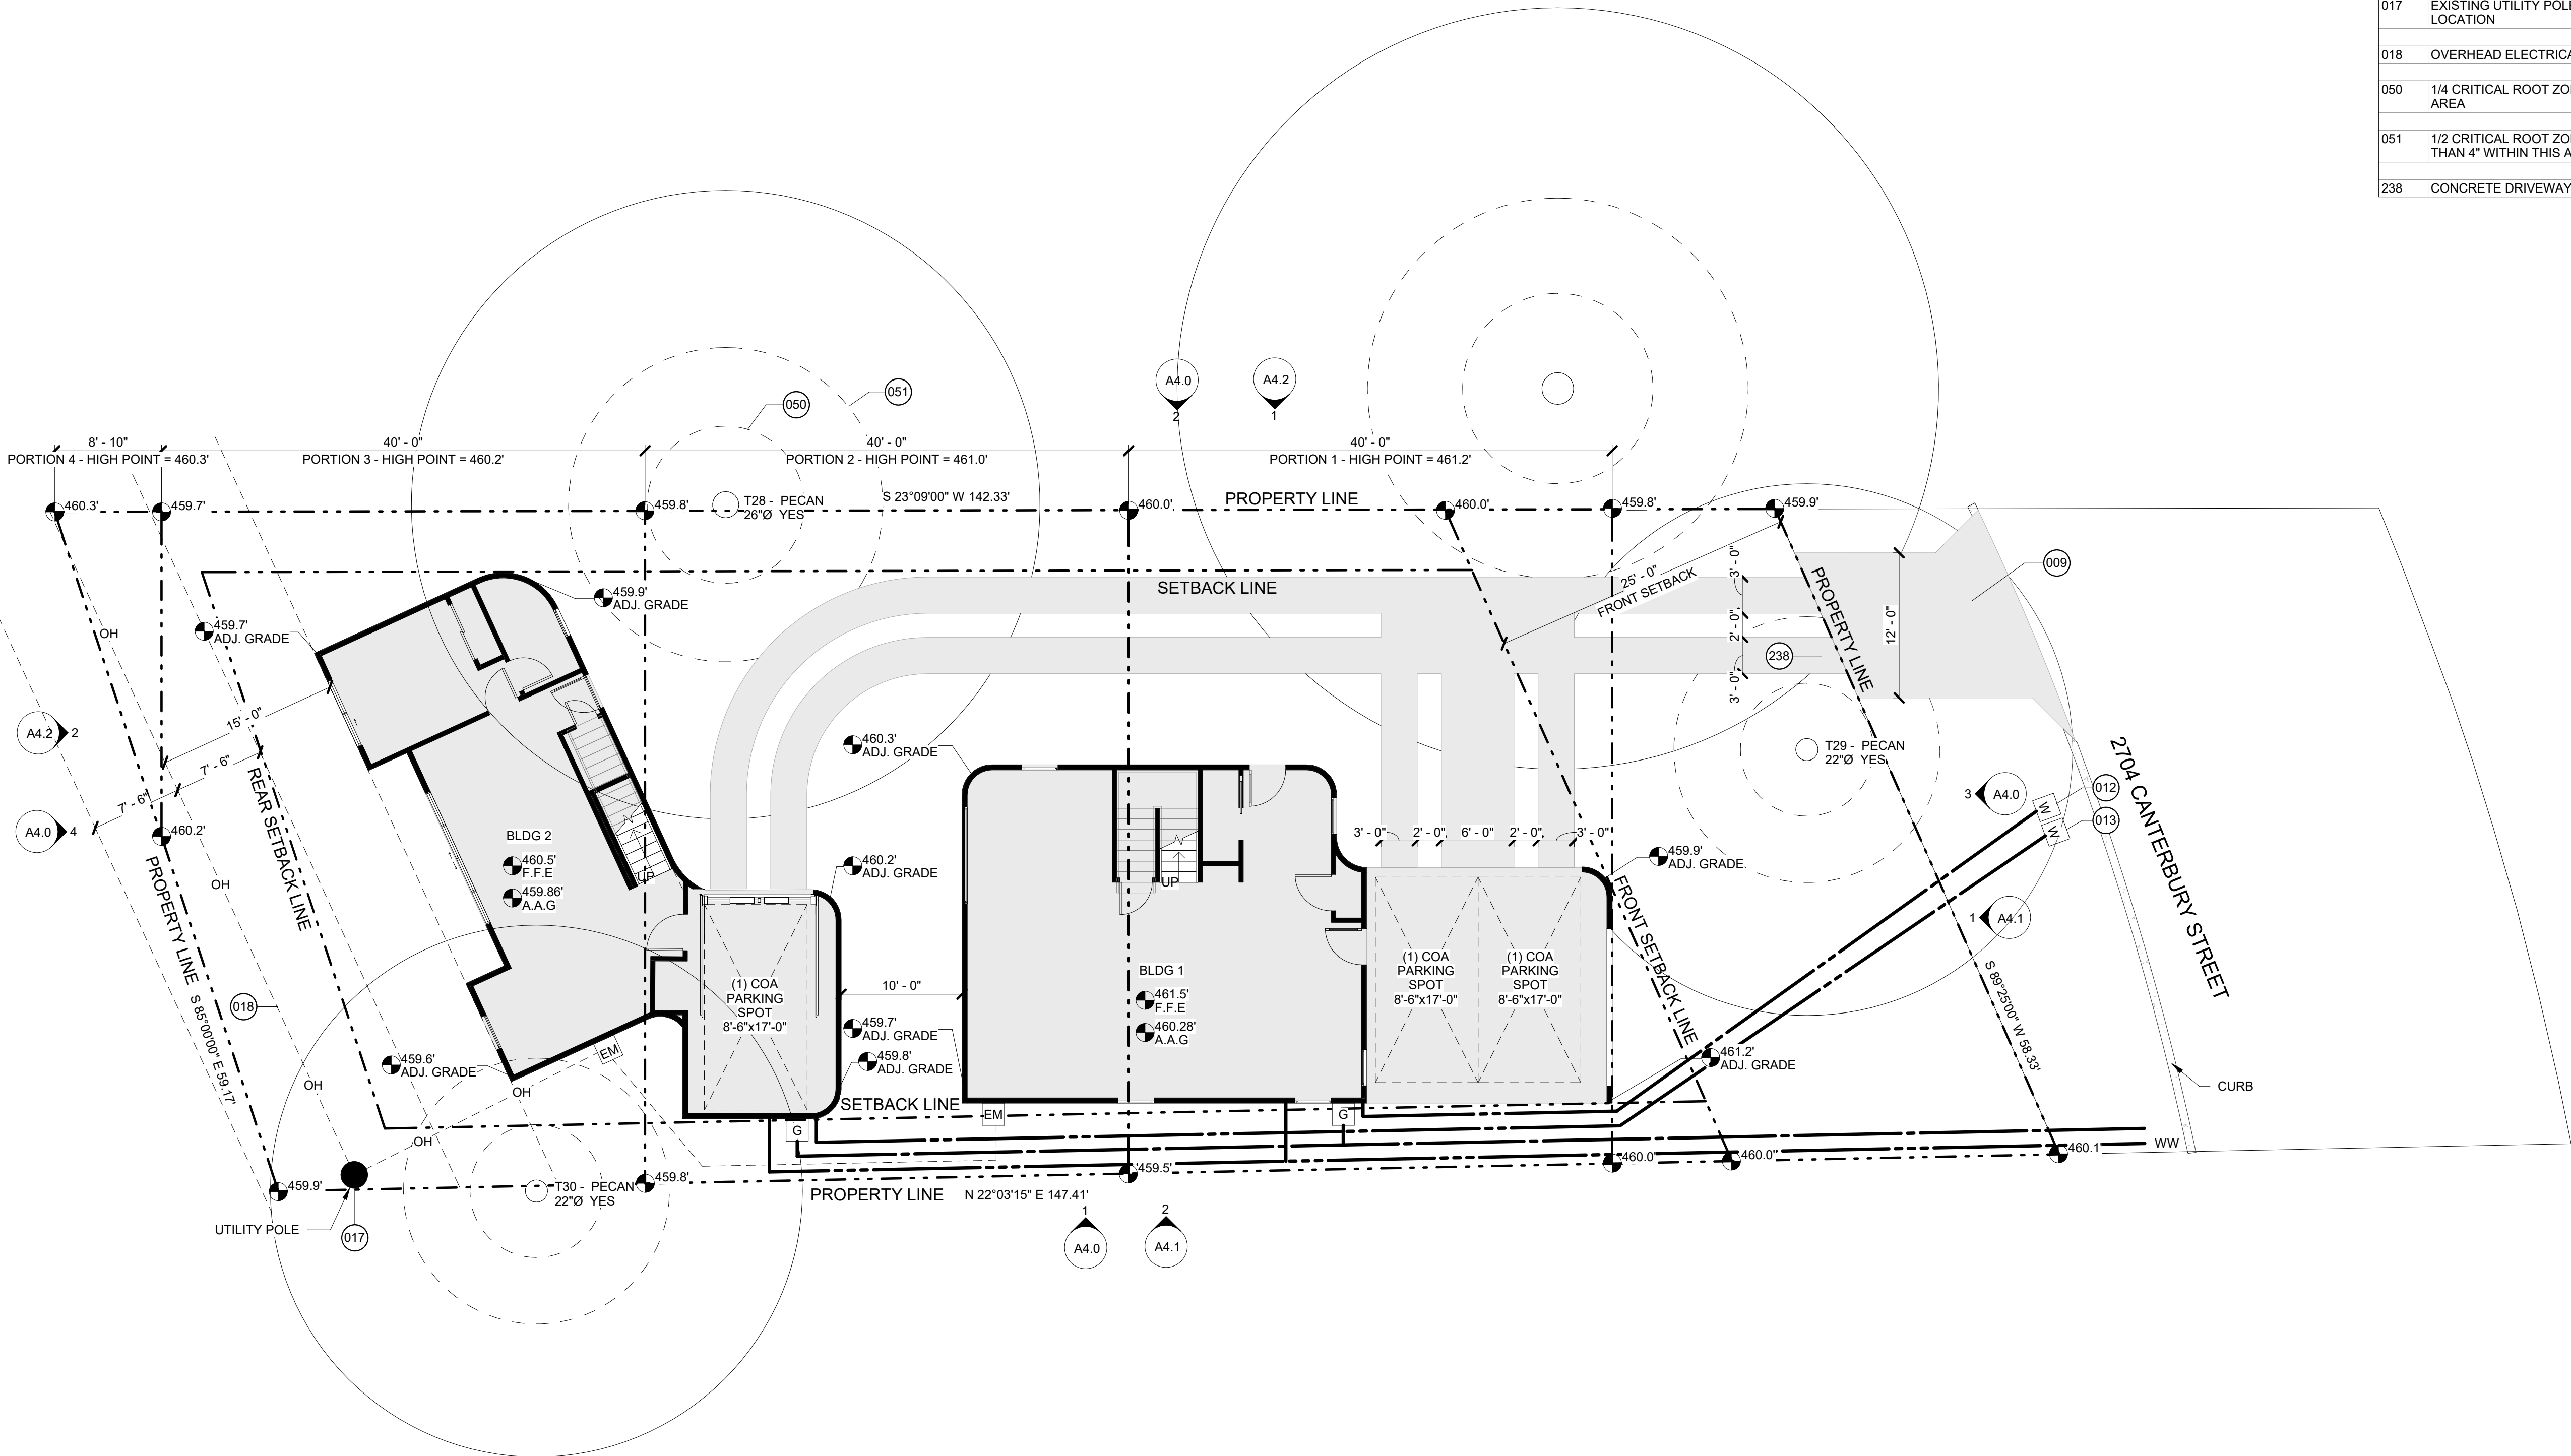 017 EXISTING UTILITY POLE
LOCATION
018 OVERHEAD ELECTRICA
050 1/4 CRITICAL ROOT ZO
AREA
051 1/2 CRITICAL ROOT ZO
THAN 4" WITHIN THIS A
238 CONCRETE DRIVEWAY
A4.0
2
A4.2
1
051
050
8' - 10"
40' - 0"
40' - 0"
40' - 0"
PORTION 4 - HIGH POINT = 460.3'
PORTION 3 - HIGH POINT = 460.2'
PORTION 2 - HIGH POINT = 461.0'
PORTION 1 - HIGH POINT = 461.2'
460.3'
459.7'
459.8'
T28 - PECAN
26"Ø YES
S 23°09'00" W 142.33'
460.0'
PROPERTY LINE
460.0'
459.8'
459.9'
009
25' - 0"
FRONT SETBACK
3' - 0"
2' - 0"
3' - 0"
12' - 0"
238
PROPERTY LINE
SETBACK LINE
459.9'
ADJ. GRADE
459.7'
ADJ. GRADE
OH
15' - 0"
7' - 6"
7' - 6"
A4.2
2
A4.0
4
460.2'
REAR SETBACK LINE
PROPERTY LINE
S 85°00'00" E 59.17'
OH
018
BLDG 2
460.5'
F.F.E
459.86'
A.A.G
UP
460.3'
ADJ. GRADE
460.2'
ADJ. GRADE
(1) COA
PARKING
SPOT
8'-6"x17'-0"
10' - 0"
459.7'
ADJ. GRADE
459.8'
ADJ. GRADE
UP
BLDG 1
461.5'
F.F.E
460.28'
A.A.G
3' - 0"
2' - 0"
6' - 0"
2' - 0"
3' - 0"
(1) COA
PARKING
SPOT
8'-6"x17'-0"
(1) COA
PARKING
SPOT
8'-6"x17'-0"
459.9'
ADJ. GRADE
FRONT SETBACK LINE
461.2'
ADJ. GRADE
T29 - PECAN
22"Ø YES
3
A4.0
W
W
012
013
1
A4.1
2704 CANTERBURY STREET
S 89°25'00" W 58.33'
CURB
459.6'
ADJ. GRADE
EM
OH
OH
OH
SETBACK LINE
G
EM
G
WW
460.1
460.0'
460.0'
459.5'
459.8'
459.9'
T30 - PECAN
22"Ø YES
PROPERTY LINE
N 22°03'15" E 147.41'
UTILITY POLE
017
1
A4.0
2
A4.1